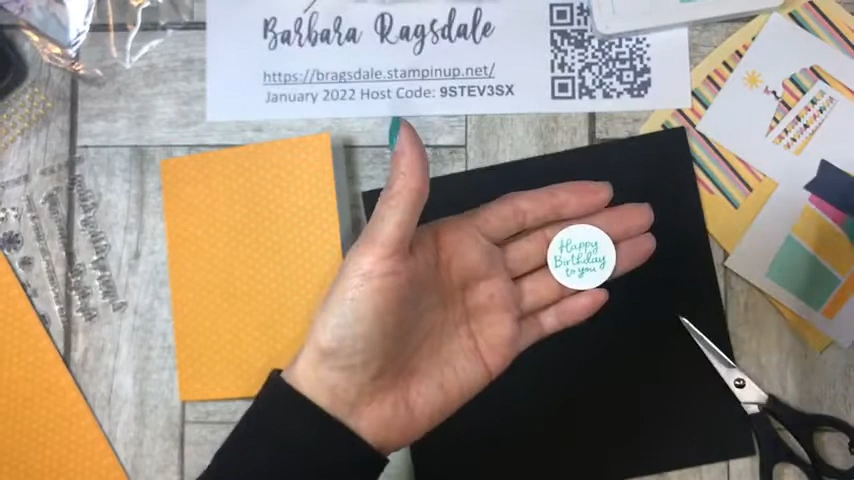 Barbara Ragsdale
https://bragsdale.stampinup.net/
January 2022 Host Code: 9STEV3SX
Happy
Birthday
to you